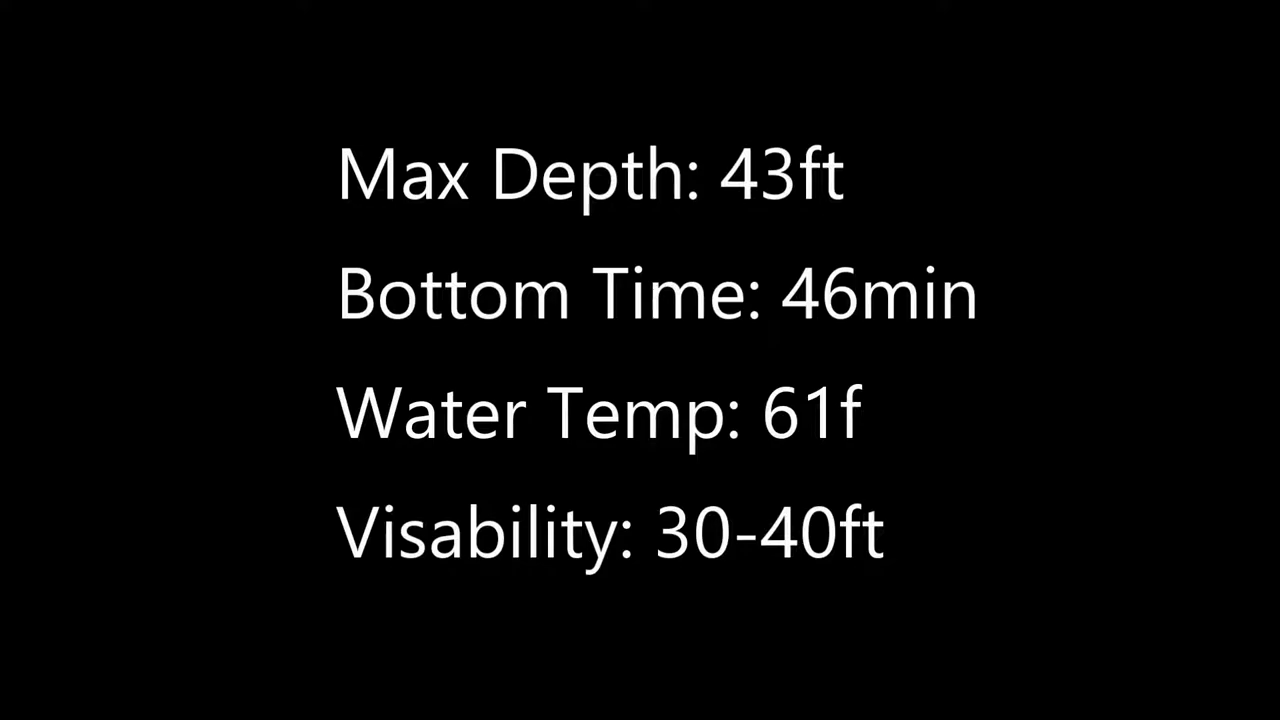 Max Depth: 43ft
Bottom Time: 46min
Water Temp: 61f
Visability: 30-40ft